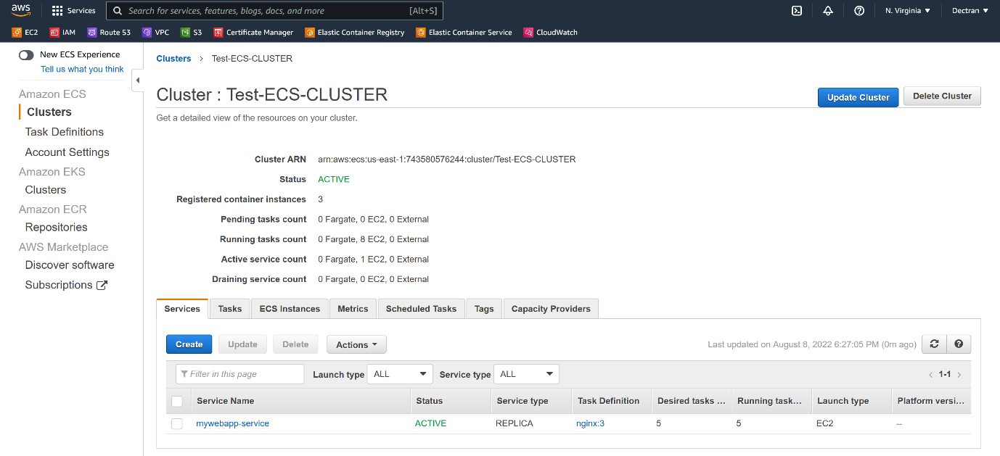 aws Services Search for services, features, blogs, docs, and more [Alt+S] N. Virginia Dectran
EC2 IAM Route 53 VPC S3 Certificate Manager Elastic Container Registry Elastic Container Service CloudWatch
New ECS Experience
Tell us what you think
Amazon ECS
Clusters
Task Definitions
Account Settings
Amazon EKS
Clusters
Amazon ECR
Repositories
AWS Marketplace
Discover software
Subscriptions
Clusters > Test-ECS-CLUSTER
Cluster : Test-ECS-CLUSTER
Update Cluster Delete Cluster
Get a detailed view of the resources on your cluster.
Cluster ARN arn:aws:ecs:us-east-1:743580576244:cluster/Test-ECS-CLUSTER
Status ACTIVE
Registered container instances 3
Pending tasks count 0 Fargate, 0 EC2, 0 External
Running tasks count 0 Fargate, 8 EC2, 0 External
Active service count 0 Fargate, 1 EC2, 0 External
Draining service count 0 Fargate, 0 EC2, 0 External
Services Tasks ECS Instances Metrics Scheduled Tasks Tags Capacity Providers
Create Update Delete Actions Last updated on August 8, 2022 6:27:05 PM (0m ago)
Filter in this page Launch type ALL Service type ALL < 1-1 >
Service Name Status Service type Task Definition Desired tasks ... Running task... Launch type Platform versi...
mywebapp-service ACTIVE REPLICA nginx:3 5 5 EC2 --